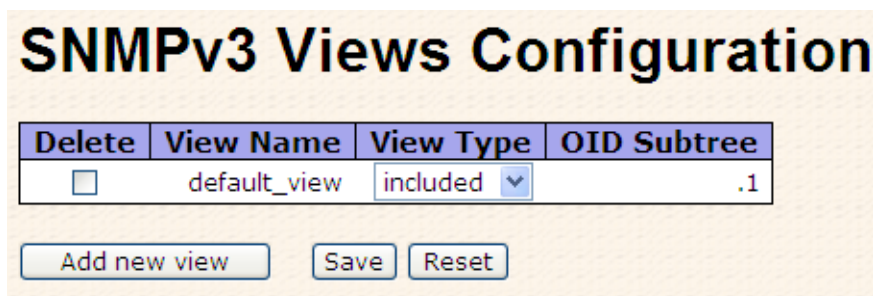 SNMPv3 Views Configuration
Delete View Name View Type OID Subtree
default_view included .1
Add new view Save Reset